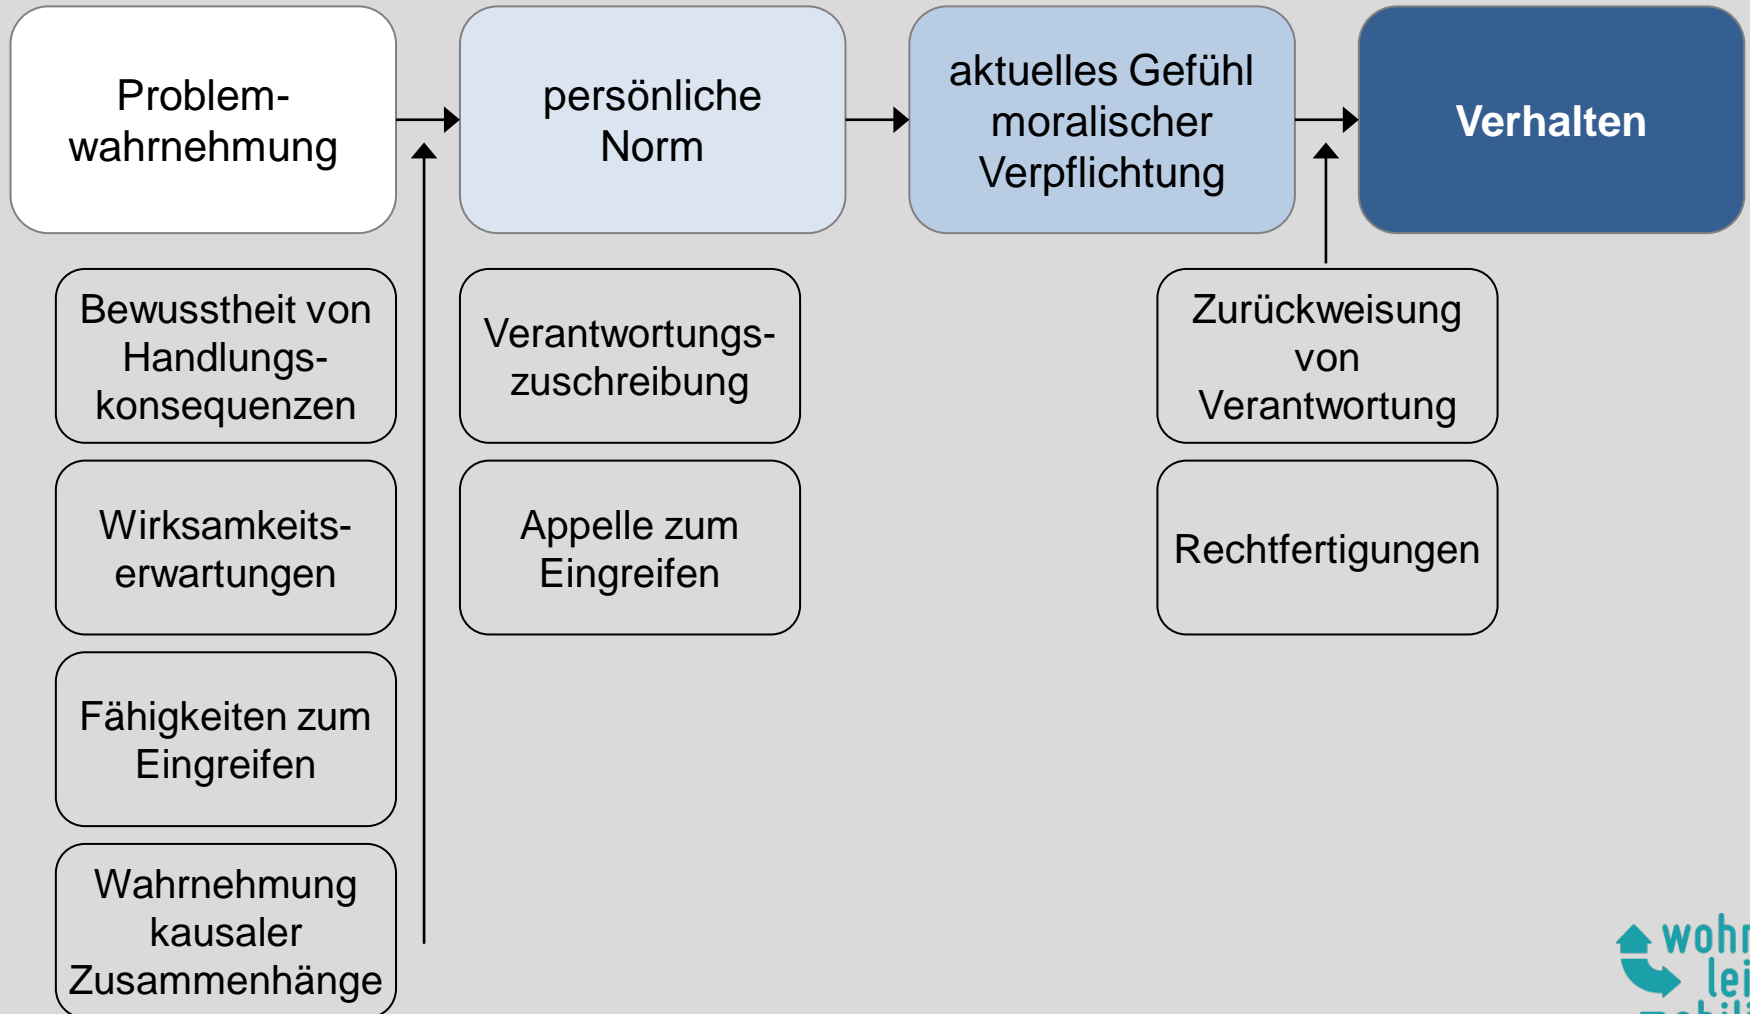 Problem-
wahrnehmung
persönliche
Norm
aktuelles Gefühl
moralischer
Verpflichtung
Verhalten
Bewusstheit von
Handlungs-
konsequenzen
Wirksamkeits-
erwartungen
Fähigkeiten zum
Eingreifen
Wahrnehmung
kausaler
Zusammenhänge
Verantwortungs-
zuschreibung
Appelle zum
Eingreifen
Zurückweisung
von
Verantwortung
Rechtfertigungen